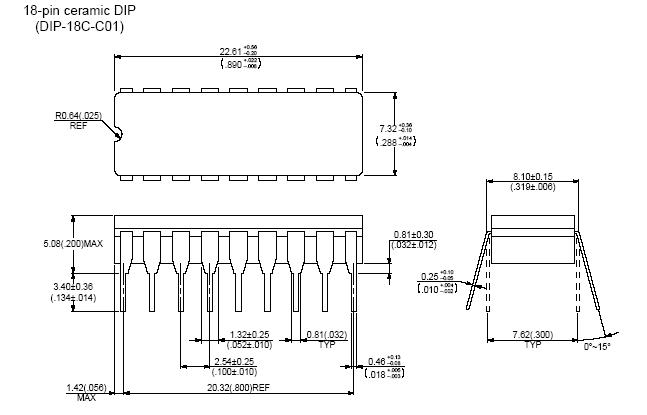 18-pin ceramic DIP
(DIP-18C-C01)
22.61 +0.56 -0.20
(.890 +.022 -.008)
R0.64(.025)
REF
7.32 +0.36 -0.10
(.288 +.014 -.004)
8.10±0.15
(.319±.006)
5.08(.200)MAX
0.81±0.30
(.032±.012)
3.40±0.36
(.134±.014)
0.25 +0.10 -0.05
(.010 +.004 -.002)
1.32±0.25
(.052±.010)
0.81(.032)
TYP
7.62(.300)
TYP
0°~15°
2.54±0.25
(.100±.010)
0.46 +0.13 -0.08
(.018 +.005 -.003)
1.42(.056)
MAX
20.32(.800)REF